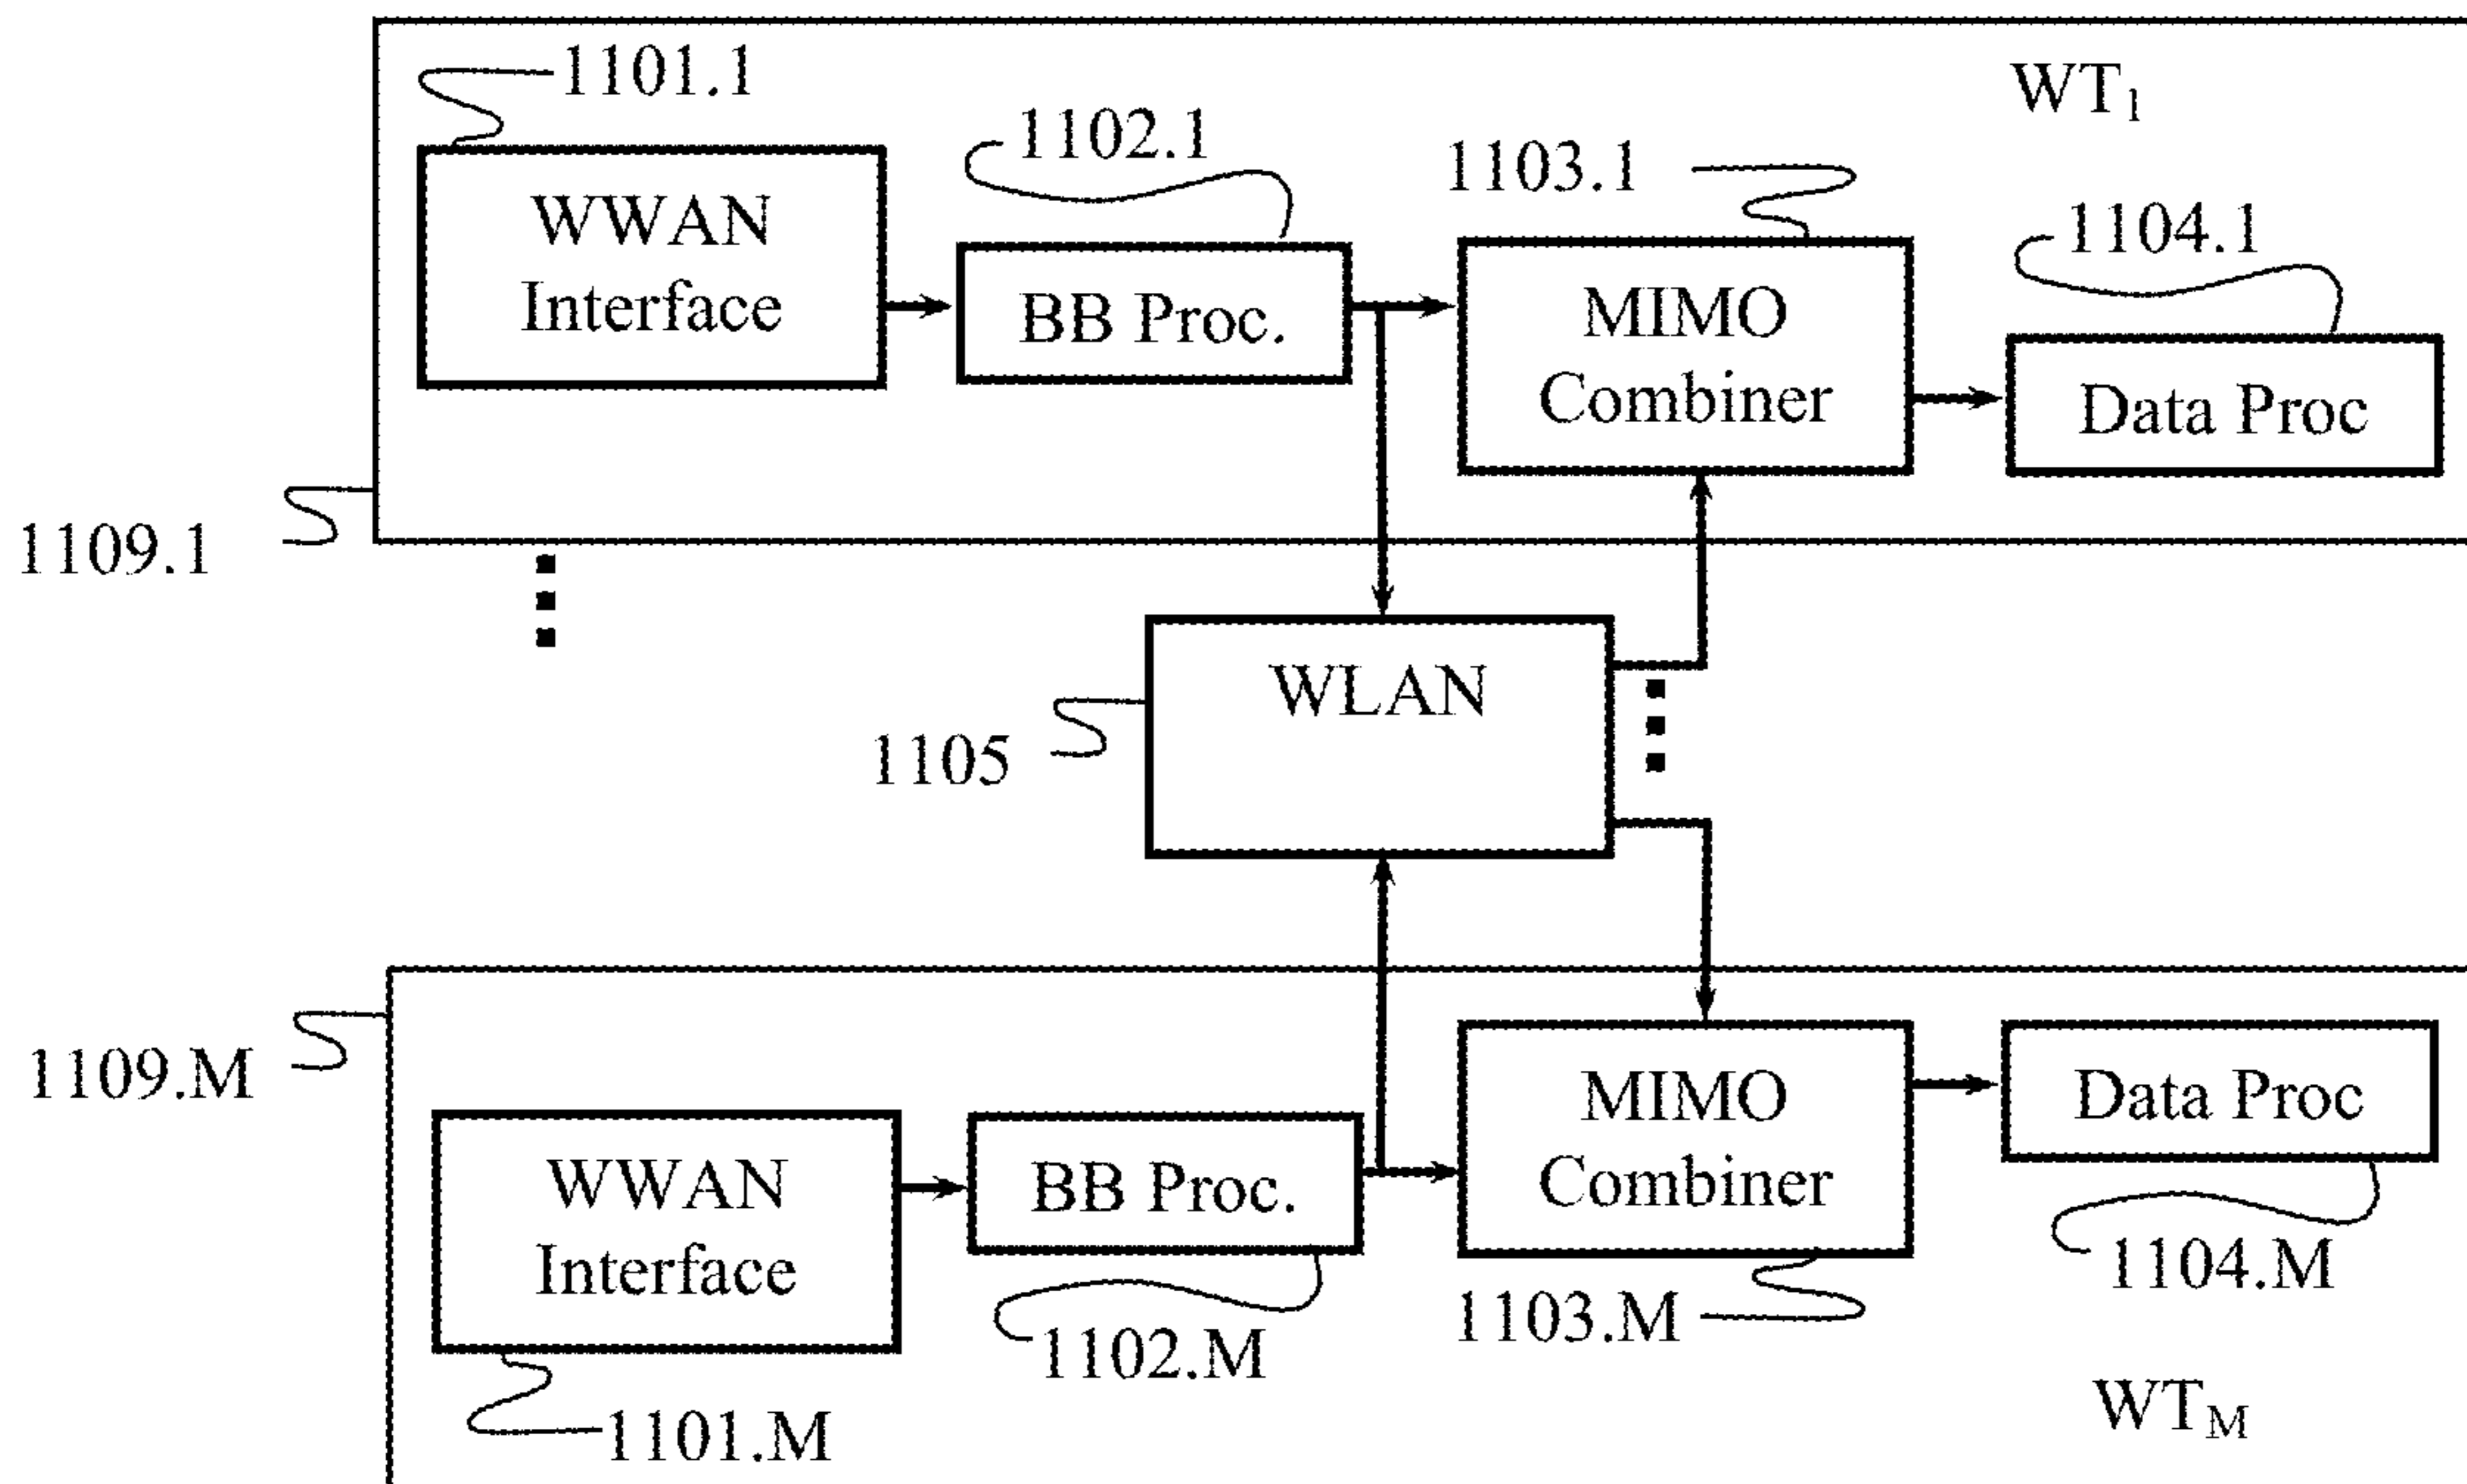 1101.1
WT1
1102.1
1103.1
1104.1
WWAN
Interface
BB Proc.
MIMO
Combiner
Data Proc
1109.1
WLAN
1105
1109.M
WWAN
Interface
BB Proc.
MIMO
Combiner
Data Proc
1104.M
1103.M
1102.M
1101.M
WTM